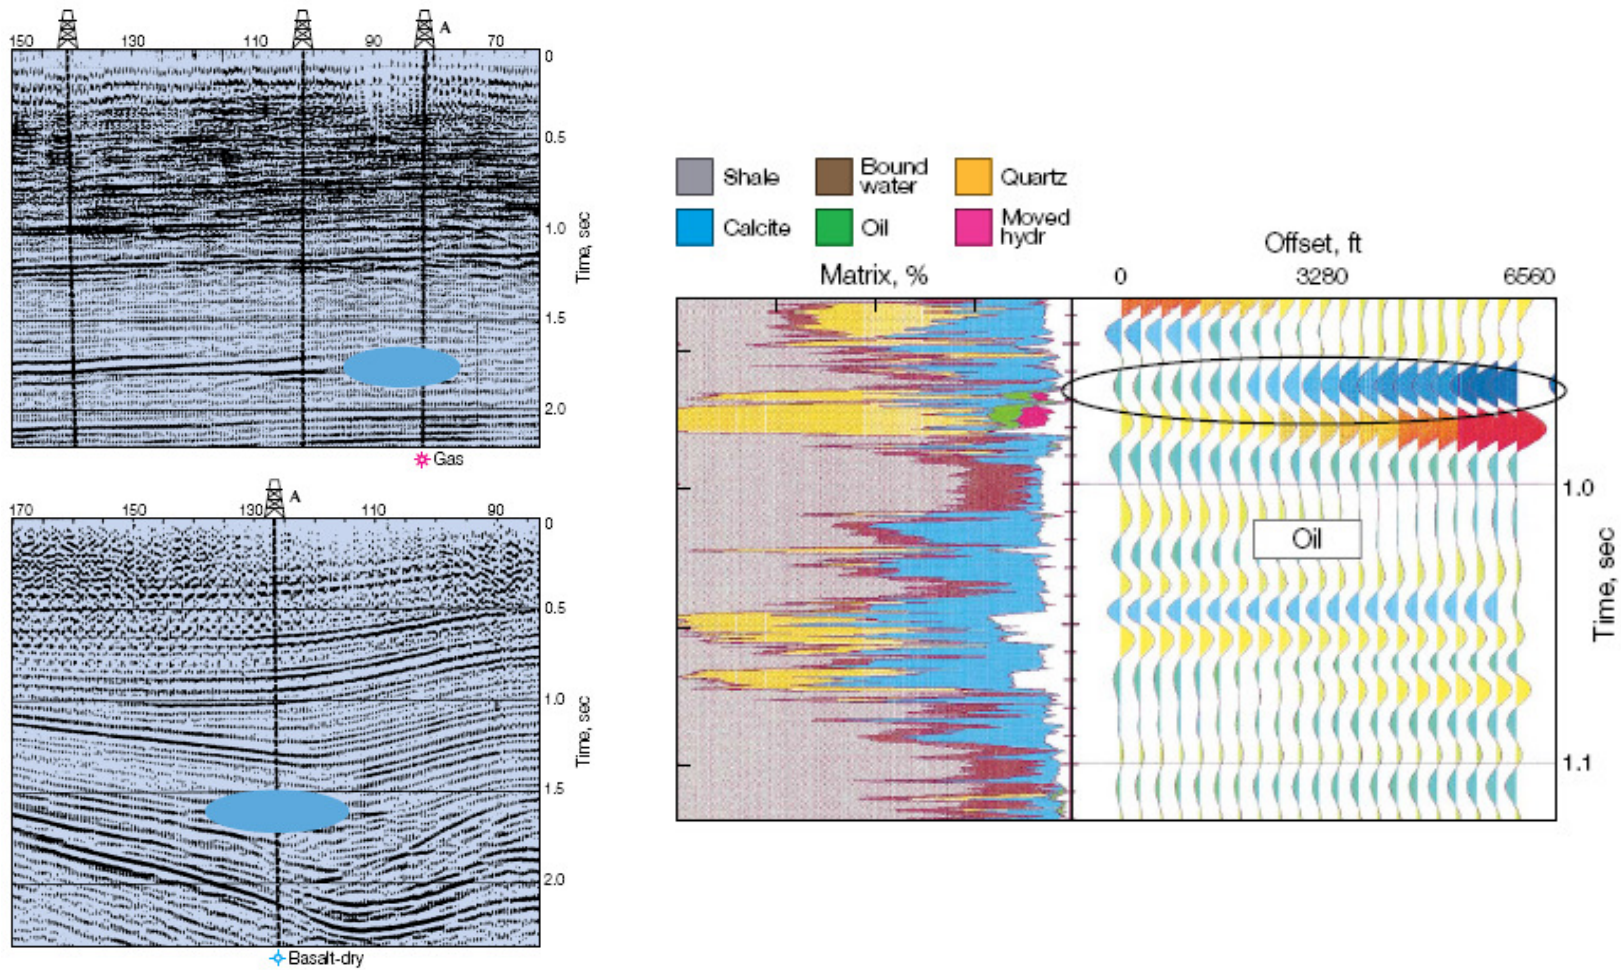 A
150 130 110 90 70
0
0.5
1.0
1.5
2.0
Time, sec
Gas
A
170 150 130 110 90
0
0.5
1.0
1.5
2.0
Time, sec
Basalt-dry
Shale
Bound
water
Quartz
Calcite
Oil
Moved
hydr
Matrix, %
Offset, ft
0 3280 6560
Oil
1.0
1.1
Time, sec